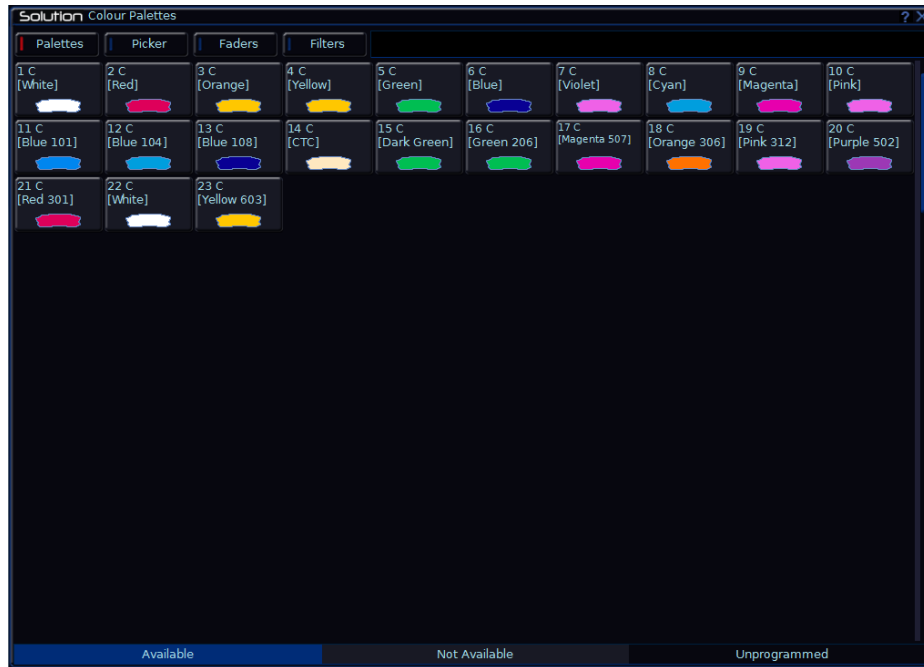 Solution Colour Palettes ? X
Palettes Picker Faders Filters
1 C 2 C 3 C 4 C 5 C 6 C 7 C 8 C 9 C 10 C
[White] [Red] [Orange] [Yellow] [Green] [Blue] [Violet] [Cyan] [Magenta] [Pink]
11 C 12 C 13 C 14 C 15 C 16 C 17 C 18 C 19 C 20 C
[Blue 101] [Blue 104] [Blue 108] [CTC] [Dark Green] [Green 206] [Magenta 507] [Orange 306] [Pink 312] [Purple 502]
21 C 22 C 23 C
[Red 301] [White] [Yellow 603]
Available Not Available Unprogrammed